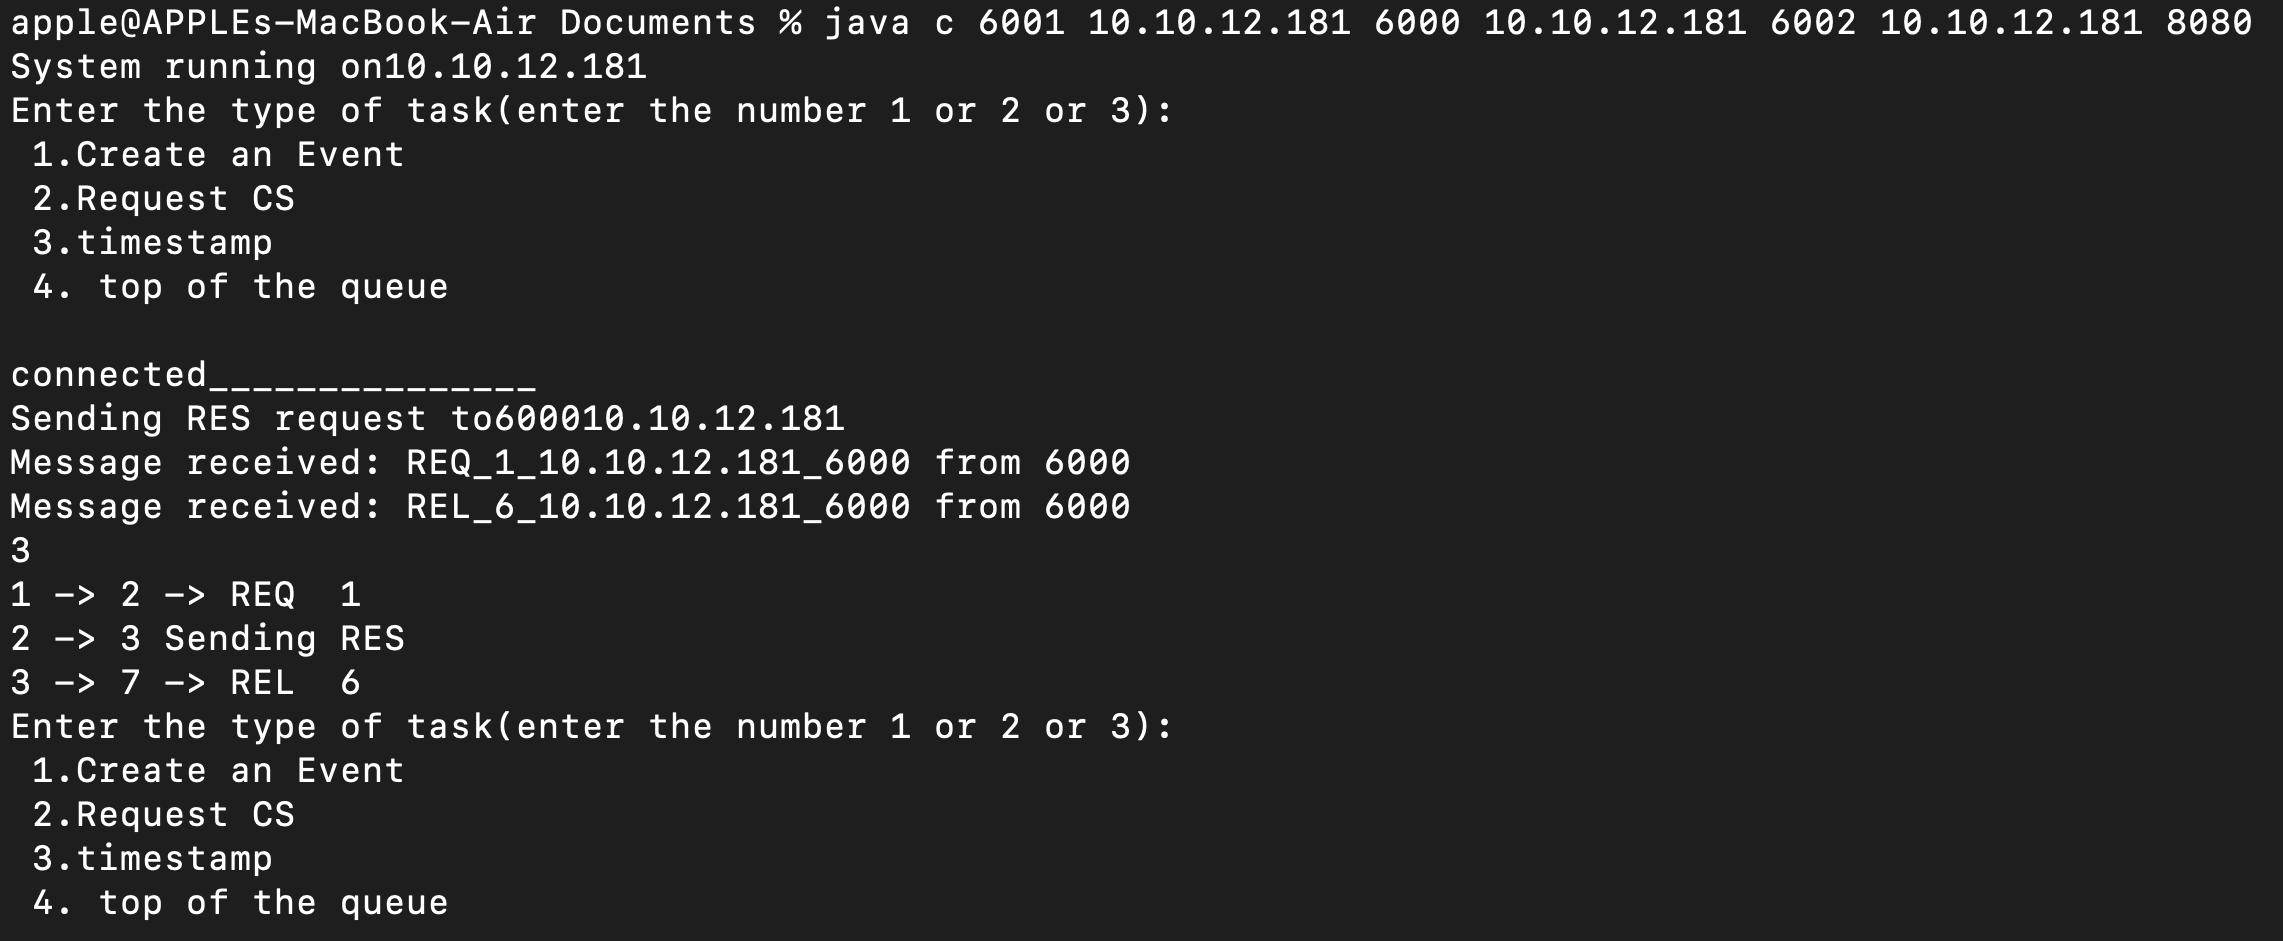 apple@APPLEs-MacBook-Air Documents % java c 6001 10.10.12.181 6000 10.10.12.181 6002 10.10.12.181 8080
System running on10.10.12.181
Enter the type of task(enter the number 1 or 2 or 3):
 1.Create an Event
 2.Request CS
 3.timestamp
 4. top of the queue

connected_______________
Sending RES request to600010.10.12.181
Message received: REQ_1_10.10.12.181_6000 from 6000
Message received: REL_6_10.10.12.181_6000 from 6000
3
1 -> 2 -> REQ  1
2 -> 3 Sending RES
3 -> 7 -> REL  6
Enter the type of task(enter the number 1 or 2 or 3):
 1.Create an Event
 2.Request CS
 3.timestamp
 4. top of the queue